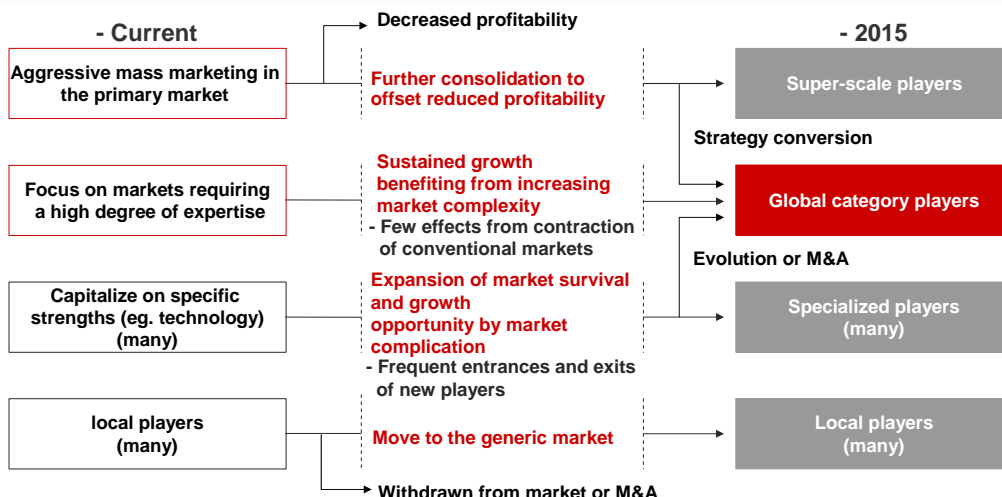 Decreased profitability
- Current
- 2015
Aggressive mass marketing in
the primary market
Further consolidation to
offset reduced profitability
Super-scale players
Strategy conversion
Focus on markets requiring
a high degree of expertise
Sustained growth
benefiting from increasing
market complexity
- Few effects from contraction
of conventional markets
Global category players
Evolution or M&A
Capitalize on specific
strengths (eg. technology)
(many)
Expansion of market survival
and growth
opportunity by market
complication
- Frequent entrances and exits
of new players
Specialized players
(many)
local players
(many)
Move to the generic market
Local players
(many)
Withdrawn from market or M&A